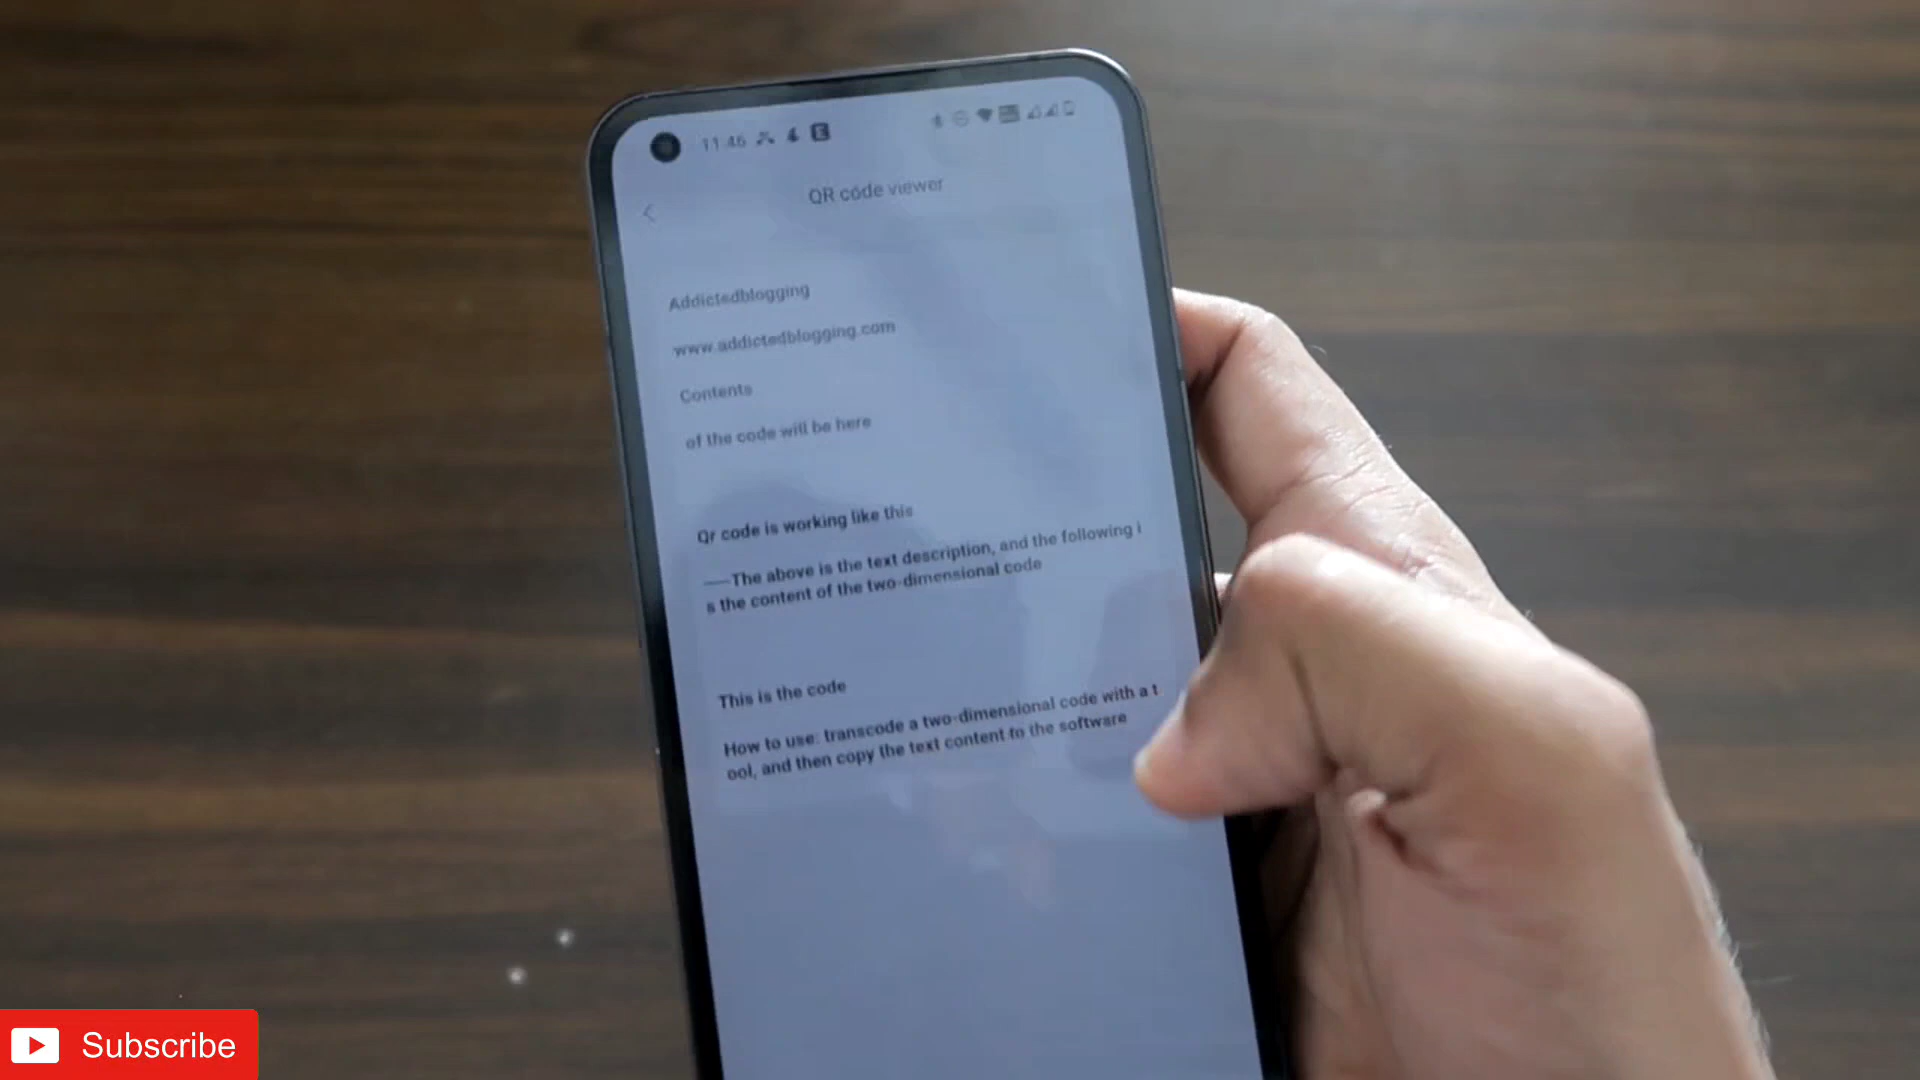 11:46
QR code viewer
Addictedblogging
www.addictedblogging.com
Contents
of the code will be here
Qr code is working like this
——The above is the text description, and the following i
s the content of the two-dimensional code
This is the code
How to use: transcode a two-dimensional code with a t
ool, and then copy the text content to the software
Subscribe